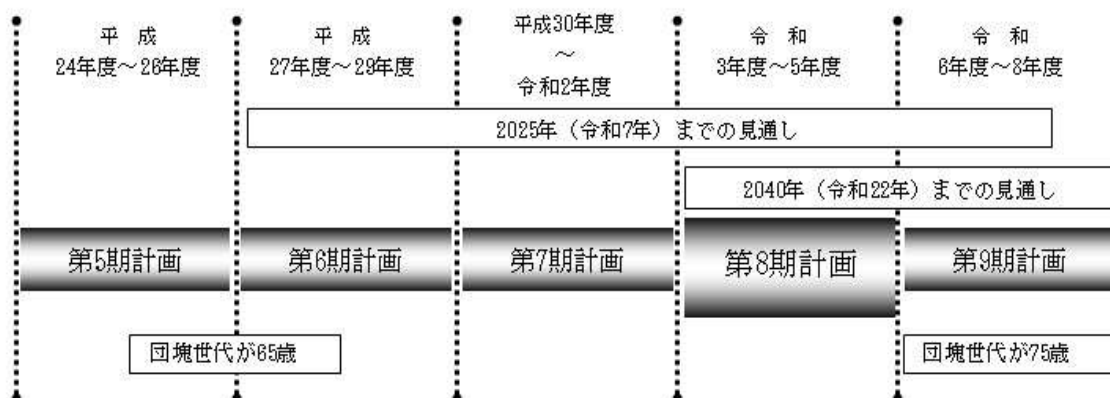 平　成
24年度～26年度
平　成
27年度～29年度
平成30年度
～
令和2年度
令　和
3年度～5年度
令　和
6年度～8年度
2025年（令和7年）までの見通し
2040年（令和22年）までの見通し
第5期計画
第6期計画
第7期計画
第8期計画
第9期計画
団塊世代が65歳
団塊世代が75歳